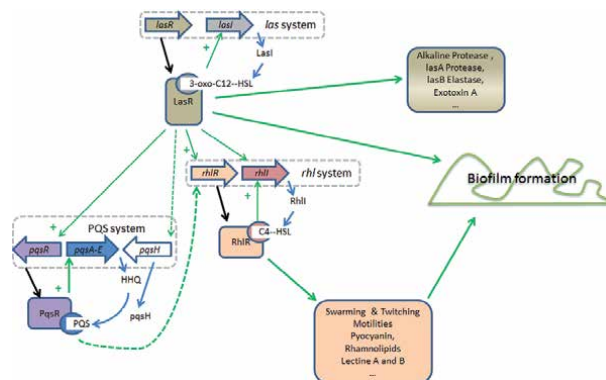 lasR
lasI
las system
+
LasI
3-oxo-C12--HSL
LasR
Alkaline Protease ,
lasA Protease,
lasB Elastase,
Exotoxin A
...
+
+
rhlR
rhlI
rhl system
+
RhlI
C4--HSL
RhlR
Biofilm formation
+
PQS system
pqsR
pqsA-E
pqsH
+
HHQ
pqsH
PqsR
PQS
Swarming & Twitching
Motilities
Pyocyanin,
Rhamnolipids
Lectine A and B
...